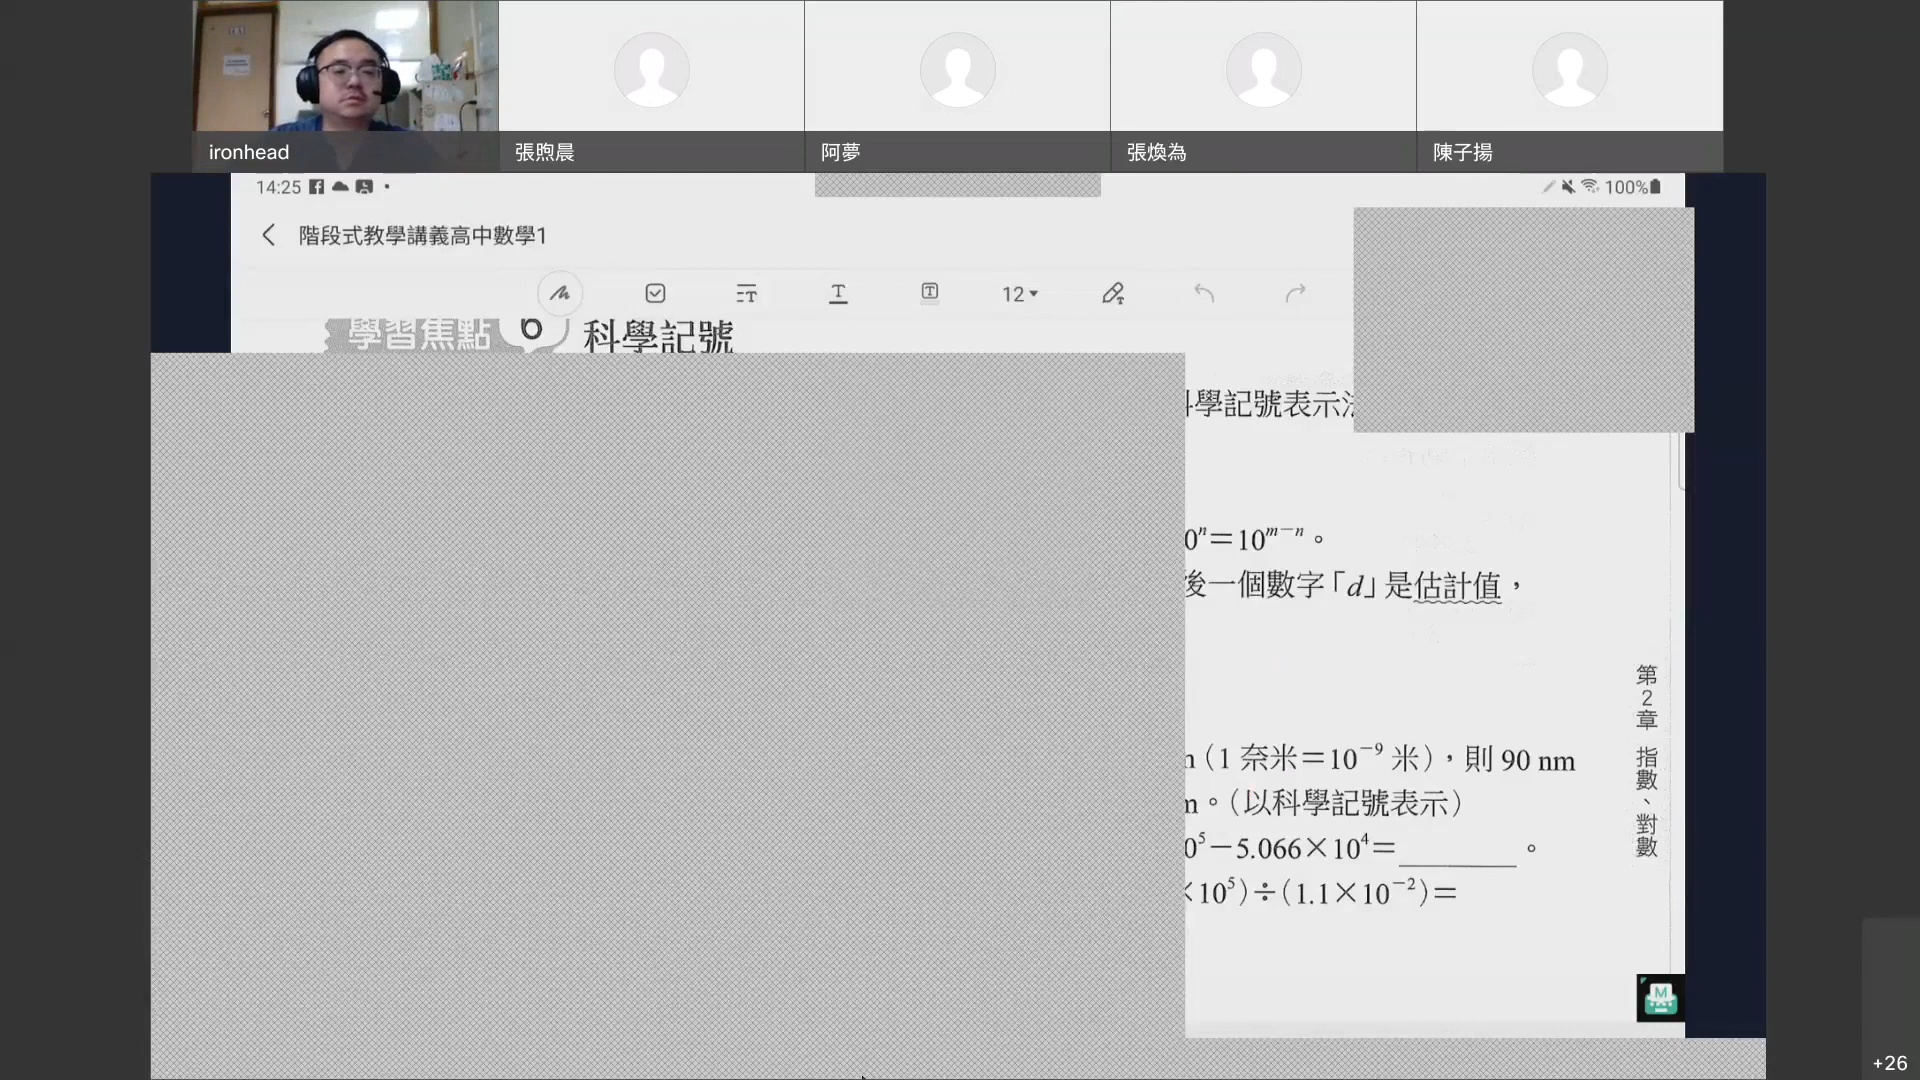 ironhead
張煦晨
阿夢
張煥為
陳子揚
14:25
100%
階段式教學講義高中數學1
12
學習焦點 6 科學記號
學記號表示法
0ⁿ=10ᵐ⁻ⁿ。
後一個數字「d」是估計值,
(1 奈米=10⁻⁹ 米),則 90 nm
。(以科學記號表示)
0⁵-5.066×10⁴=________。
×10⁵)÷(1.1×10⁻²)=
第2章 指數、對數
M
+26